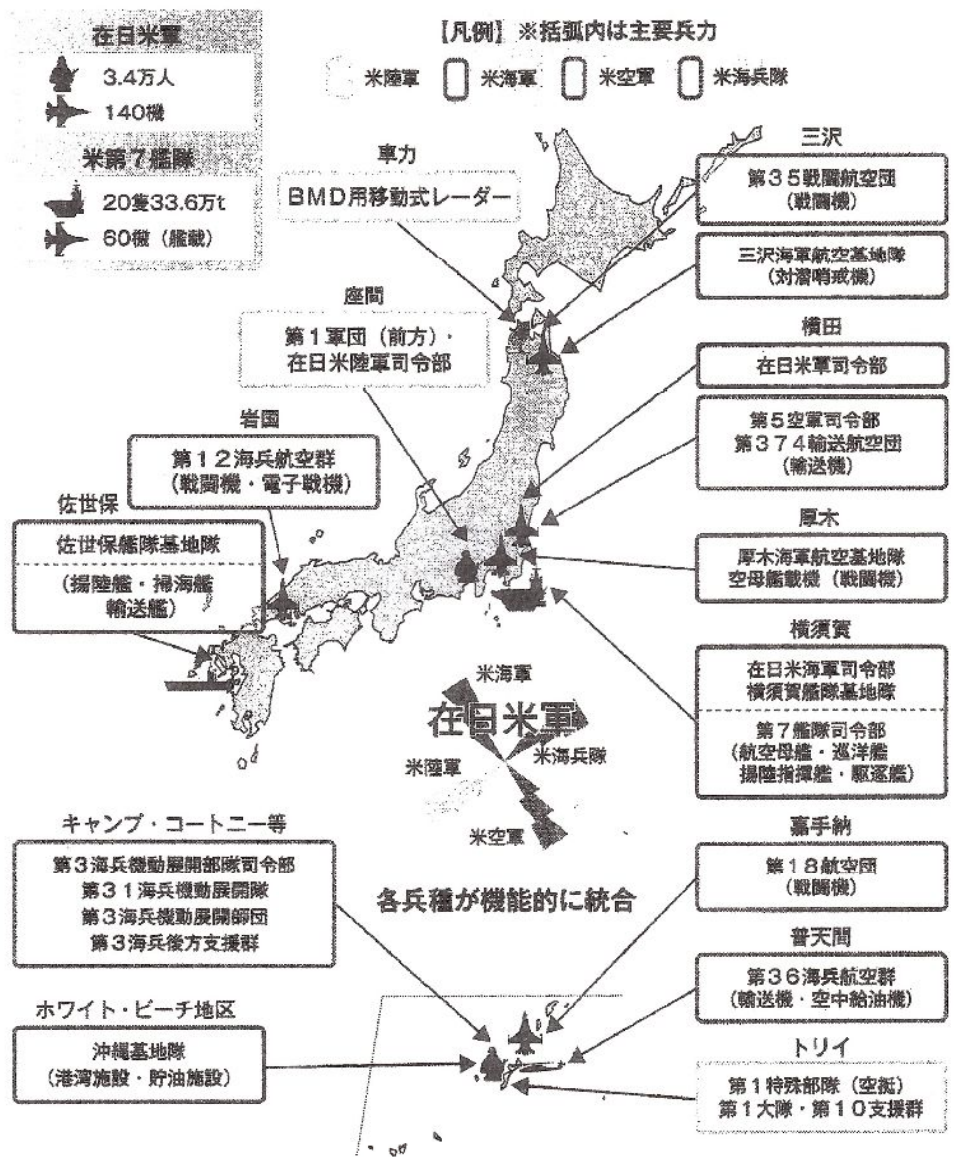 在日米軍
3.4万人
140機
米第7艦隊
20隻33.6万t
60機（艦載）
【凡例】※括弧内は主要兵力
米陸軍
米海軍
米空軍
米海兵隊
車力
BMD用移動式レーダー
三沢
第35戦闘航空団
（戦闘機）
三沢海軍航空基地隊
（対潜哨戒機）
座間
第1軍団（前方）・
在日米陸軍司令部
横田
在日米軍司令部
第5空軍司令部
第374輸送航空団
（輸送機）
岩国
第12海兵航空群
（戦闘機・電子戦機）
佐世保
佐世保艦隊基地隊
（揚陸艦・掃海艦
輸送艦）
厚木
厚木海軍航空基地隊
空母艦載機（戦闘機）
横須賀
在日米海軍司令部
横須賀艦隊基地隊
第7艦隊司令部
（航空母艦・巡洋艦
揚陸指揮艦・駆逐艦）
米海軍
在日米軍
米海兵隊
米陸軍
米空軍
各兵種が機能的に統合
キャンプ・コートニー等
第3海兵機動展開部隊司令部
第31海兵機動展開隊
第3海兵機動展開師団
第3海兵後方支援群
嘉手納
第18航空団
（戦闘機）
普天間
第36海兵航空群
（輸送機・空中給油機）
ホワイト・ビーチ地区
沖縄基地隊
（港湾施設・貯油施設）
トリイ
第1特殊部隊（空挺）
第1大隊・第10支援群